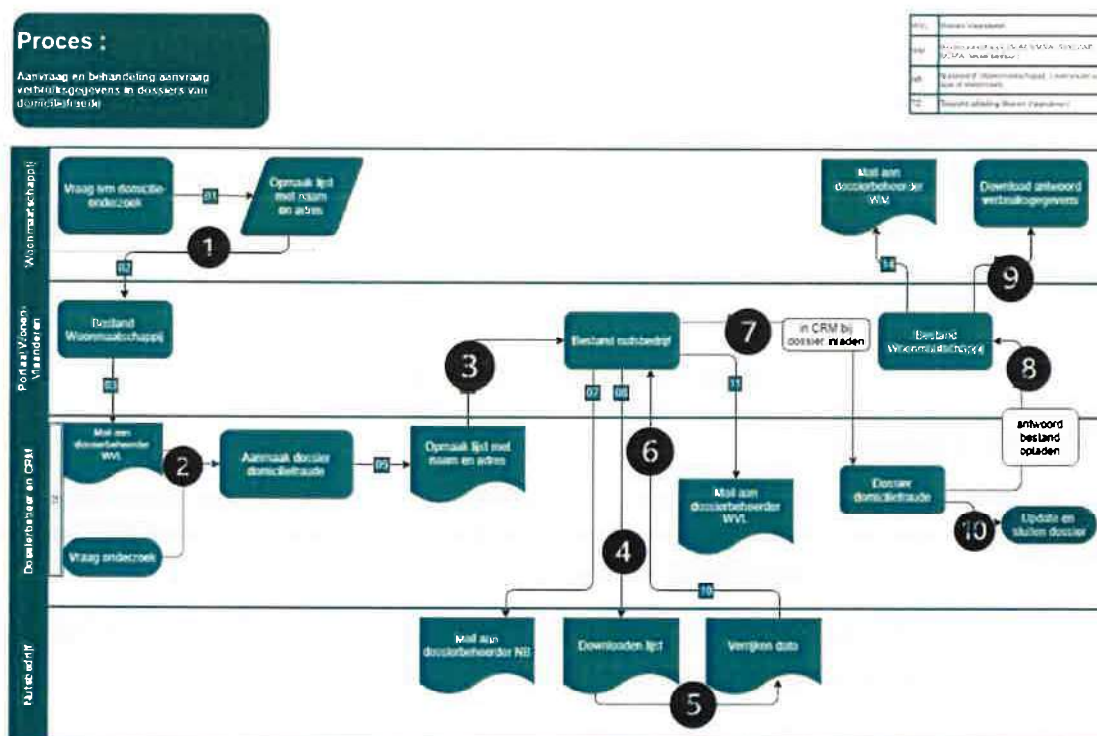 Proces :
Aanvraag en behandeling aanvraag
verbruiksgegevens in dossiers van
domiciliefraude
Woonmaatschappij
Vraag ivm domicilie-
onderzoek
01
Opmaak lijst
met naam
en adres
1
02
Mail aan
dossierbeheerder
WM
Download antwoord
verbruiksgegevens
14
9
Portaal Wonen-
Vlaanderen
Bestand
Woonmaatschappij
03
3
Bestand nutsbedrijf
7
in CRM bij
dossier inladen
Bestand
Woonmaatschappij
8
07
08
11
6
Dossierbeheer en CRM
Mail aan
dossierbeheerder
WVL
2
Aanmaak dossier
domiciliefraude
05
Opmaak lijst met
naam en adres
Vraag onderzoek
4
Mail aan
dossierbeheerder
WVL
antwoord
bestand
opladen
Dossier
domiciliefraude
10
Update en
sluiten dossier
10
Nutsbedrijf
Mail aan
dossierbeheerder NB
Downloaden lijst
Verrijken data
5